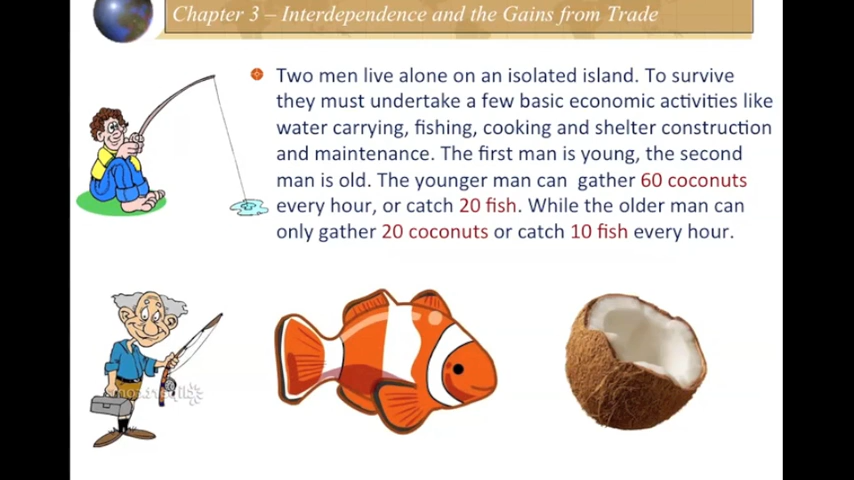 Chapter 3 – Interdependence and the Gains from Trade
Two men live alone on an isolated island. To survive
they must undertake a few basic economic activities like
water carrying, fishing, cooking and shelter construction
and maintenance. The first man is young, the second
man is old. The younger man can gather 60 coconuts
every hour, or catch 20 fish. While the older man can
only gather 20 coconuts or catch 10 fish every hour.